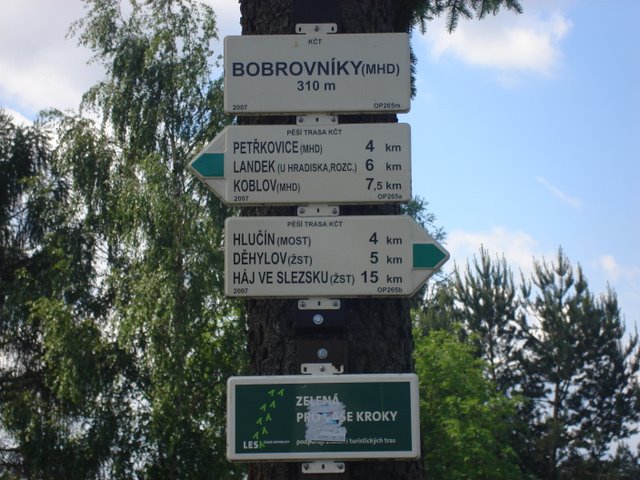 KČT
BOBROVNÍKY(MHD)
310 m
2007 OP265m
PĚŠÍ TRASA KČT
PETŘKOVICE(MHD) 4 km
LANDEK(U HRADISKA,ROZC.) 6 km
KOBLOV(MHD) 7,5 km
2007 OP265a
PĚŠÍ TRASA KČT
HLUČÍN(MOST) 4 km
DĚHYLOV(ŽST) 5 km
HÁJ VE SLEZSKU(ŽST) 15 km
2007 OP265b
ZELENÁ
KROKY
LES
turistických tras